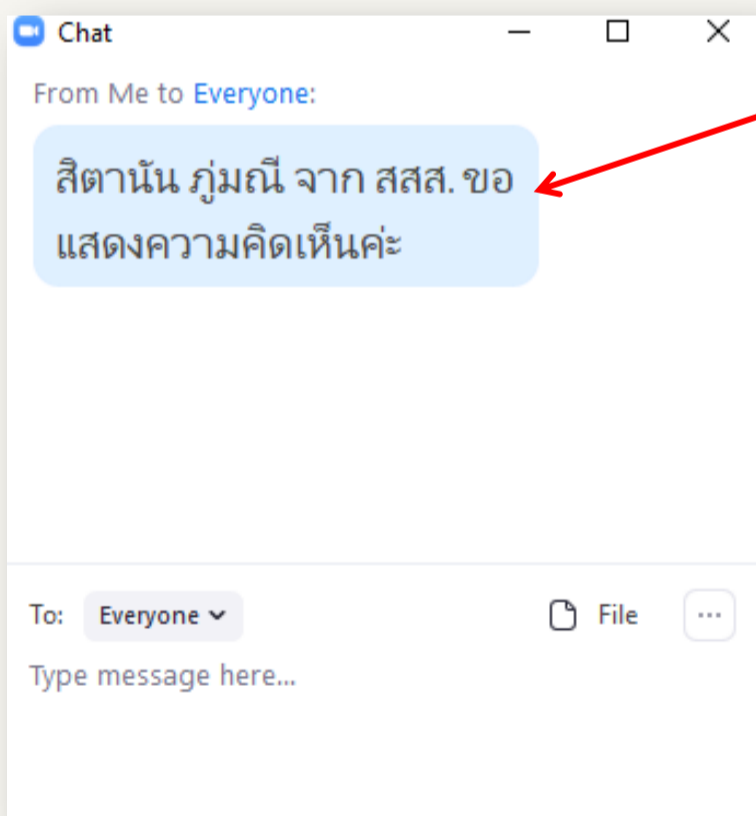 Chat
From Me to Everyone:
สิตานัน ภู่มณี จาก สสส. ขอ
แสดงความคิดเห็นค่ะ
To: Everyone File
Type message here...